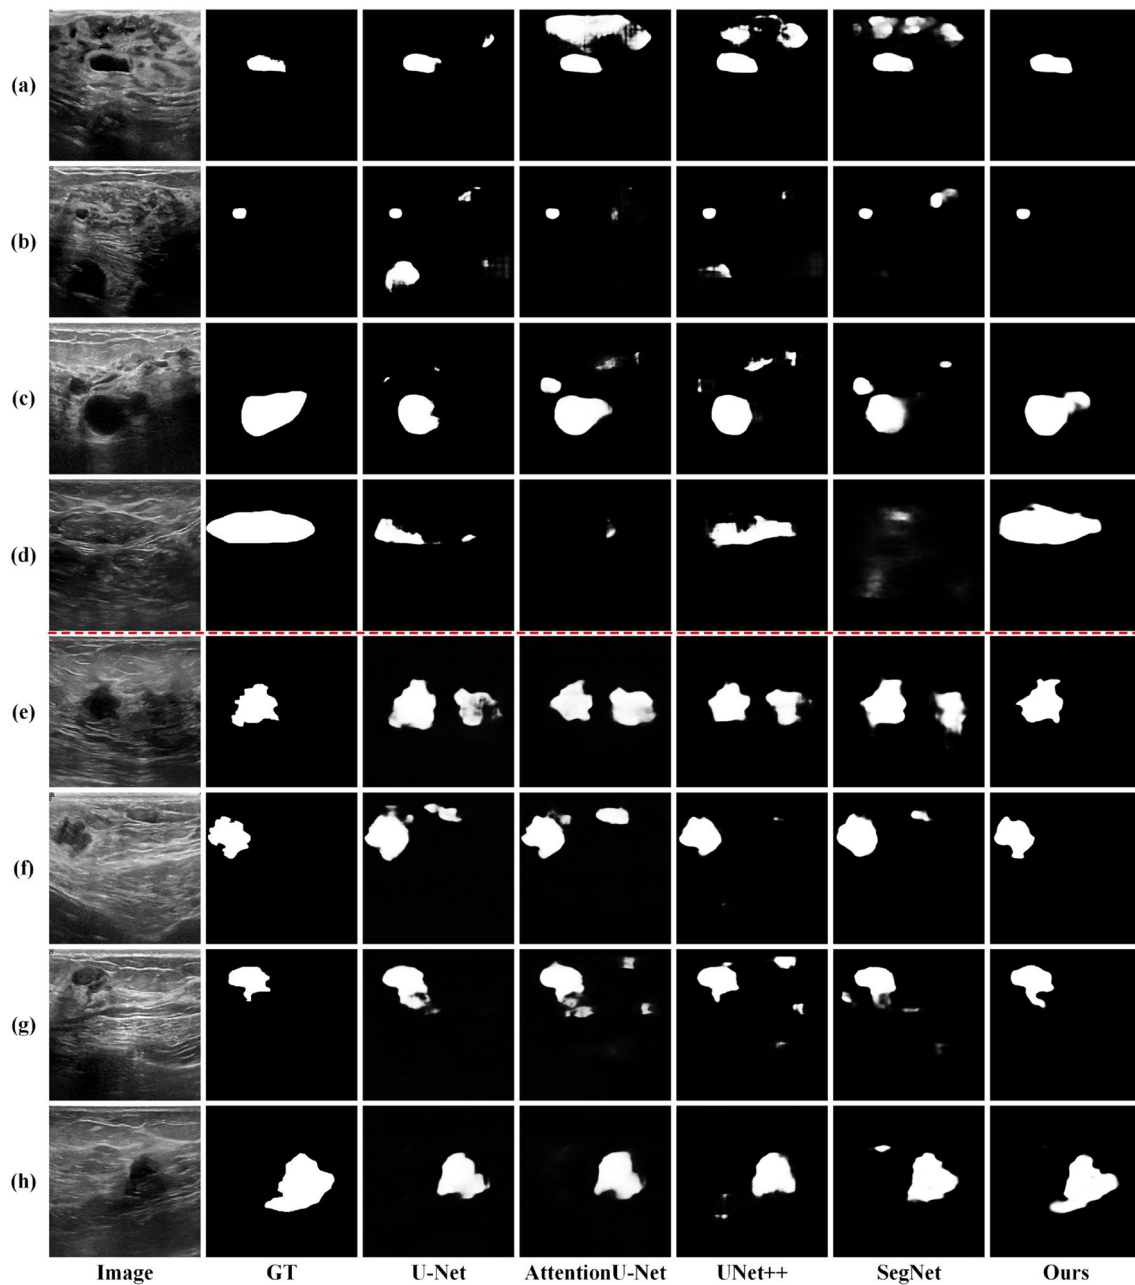 (a)
(b)
(c)
(d)
(e)
(f)
(g)
(h)
Image GT U-Net AttentionU-Net UNet++ SegNet Ours